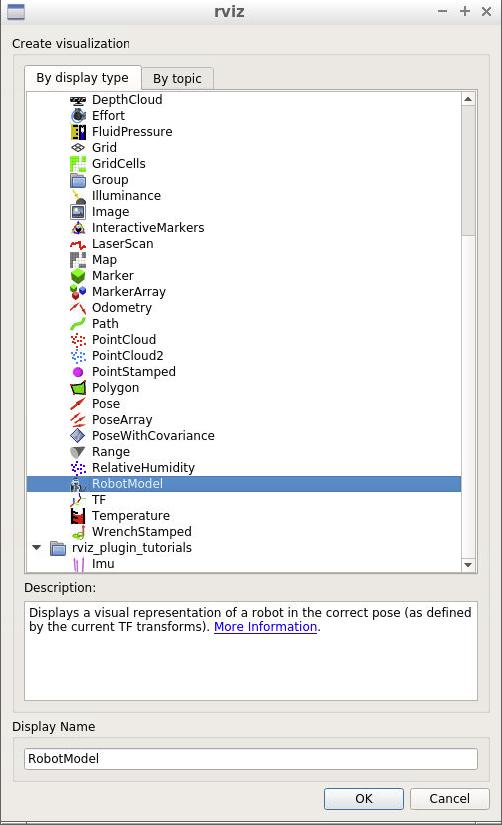 rviz
Create visualization
By display type
By topic
DepthCloud
Effort
FluidPressure
Grid
GridCells
Group
Illuminance
Image
InteractiveMarkers
LaserScan
Map
Marker
MarkerArray
Odometry
Path
PointCloud
PointCloud2
PointStamped
Polygon
Pose
PoseArray
PoseWithCovariance
Range
RelativeHumidity
RobotModel
TF
Temperature
WrenchStamped
rviz_plugin_tutorials
Imu
Description:
Displays a visual representation of a robot in the correct pose (as defined
by the current TF transforms). More Information.
Display Name
RobotModel
OK
Cancel